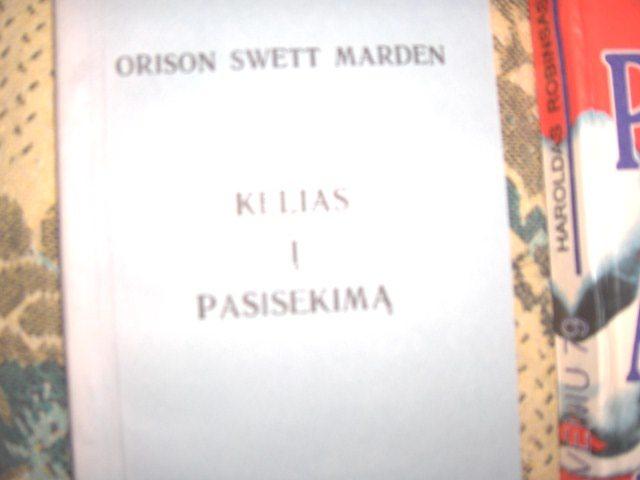 ORISON SWETT MARDEN
KELIAS
Į
PASISEKIMĄ
HAROLDAS ROBINSAS